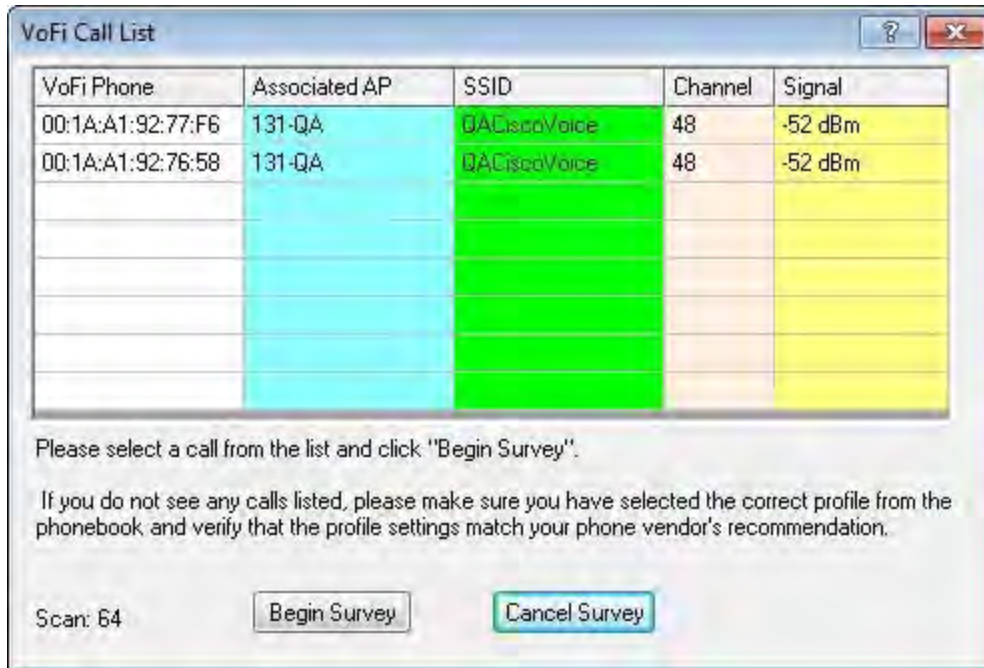 VoFi Call List
VoFi Phone Associated AP SSID Channel Signal
00:1A:A1:92:77:F6 131-QA QACiscoVoice 48 -52 dBm
00:1A:A1:92:76:58 131-QA QACiscoVoice 48 -52 dBm
Please select a call from the list and click "Begin Survey".
If you do not see any calls listed, please make sure you have selected the correct profile from the
phonebook and verify that the profile settings match your phone vendor's recommendation.
Scan: 64 Begin Survey Cancel Survey